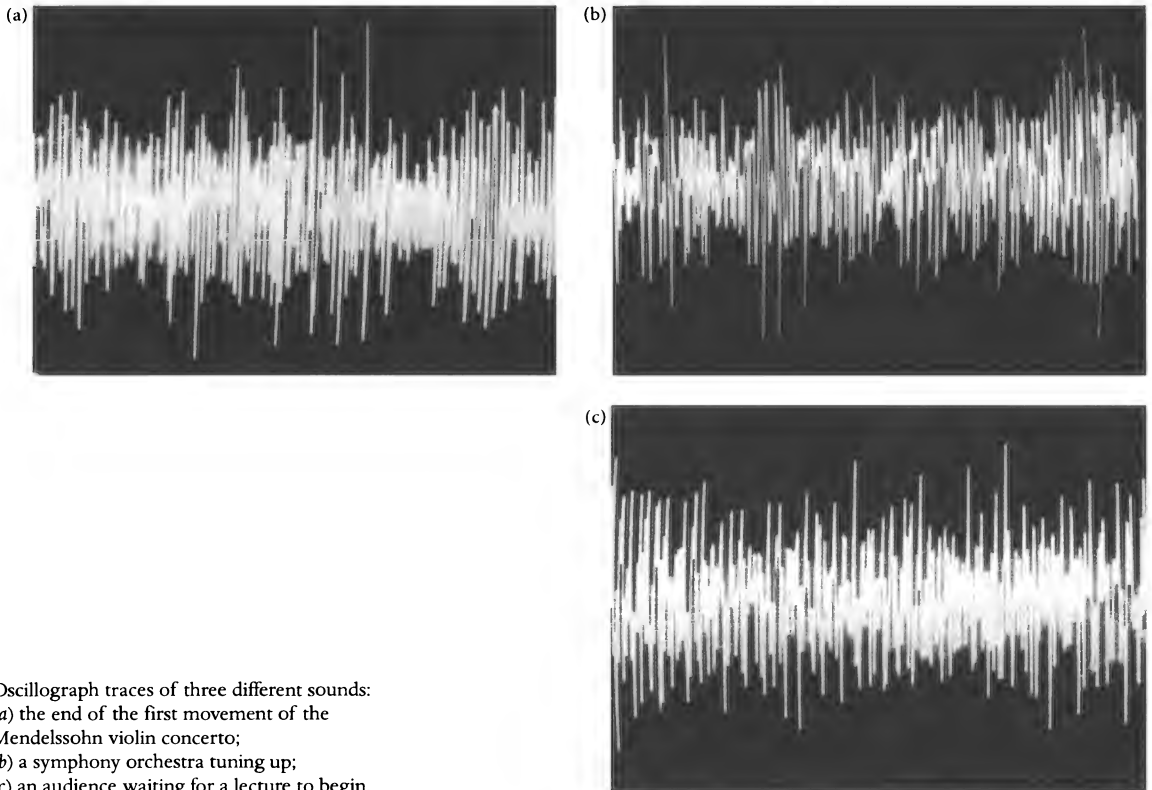 (a)
(b)
(c)
Oscillograph traces of three different sounds:
(a) the end of the first movement of the
Mendelssohn violin concerto;
(b) a symphony orchestra tuning up;
(c) an audience waiting for a lecture to begin